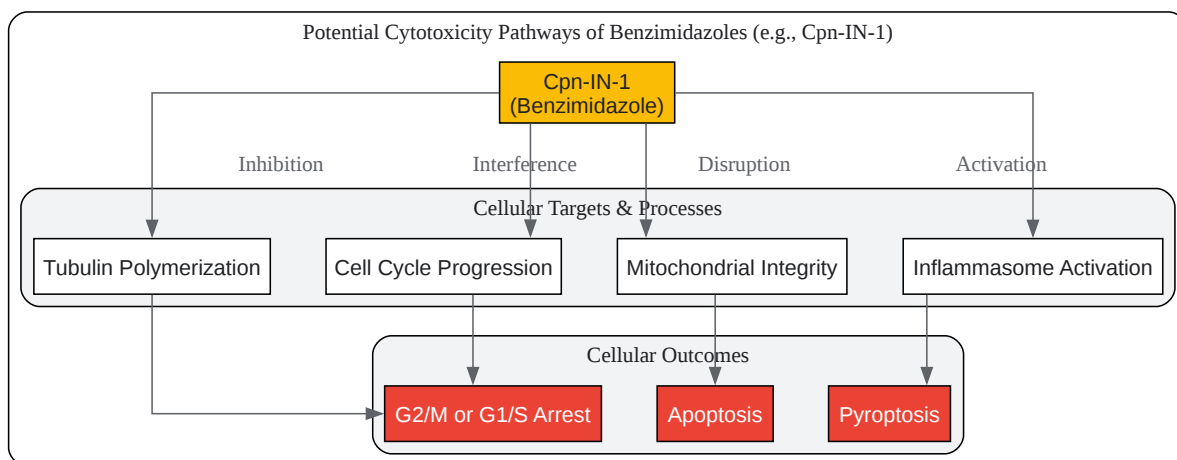 Potential Cytotoxicity Pathways of Benzimidazoles (e.g., Cpn-IN-1)
Cpn-IN-1
(Benzimidazole)
Inhibition
Interference
Disruption
Activation
Cellular Targets & Processes
Tubulin Polymerization
Cell Cycle Progression
Mitochondrial Integrity
Inflammasome Activation
Cellular Outcomes
G2/M or G1/S Arrest
Apoptosis
Pyroptosis